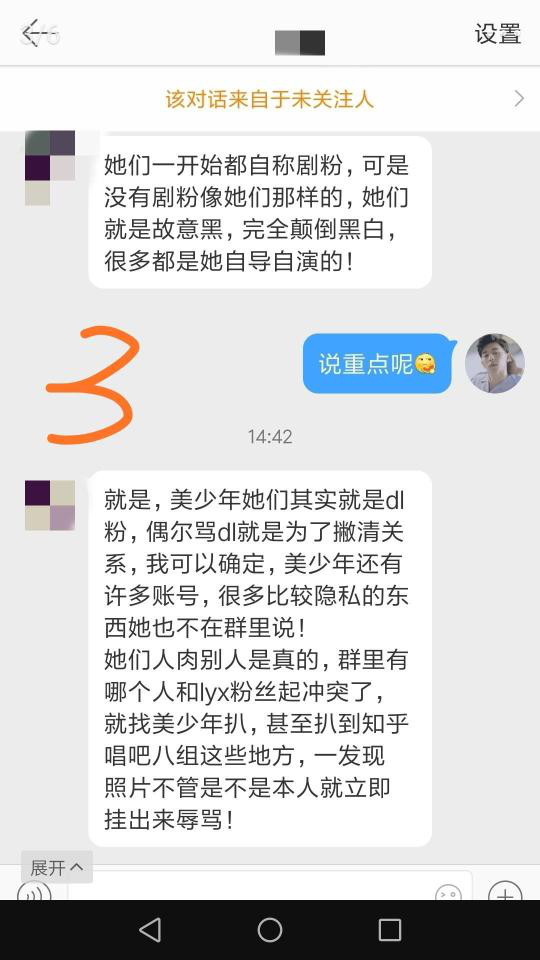 3/6
设置
该对话来自于未关注人
她们一开始都自称剧粉，可是
没有剧粉像她们那样的，她们
就是故意黑，完全颠倒黑白，
很多都是她自导自演的！
说重点呢
3
14:42
就是，美少年她们其实就是dl
粉，偶尔骂dl就是为了撇清关
系，我可以确定，美少年还有
许多账号，很多比较隐私的东
西她也不在群里说！
她们人肉别人是真的，群里有
哪个人和lyx粉丝起冲突了，
就找美少年扒，甚至扒到知乎
唱吧八组这些地方，一发现
照片不管是不是本人就立即
挂出来辱骂！
展开